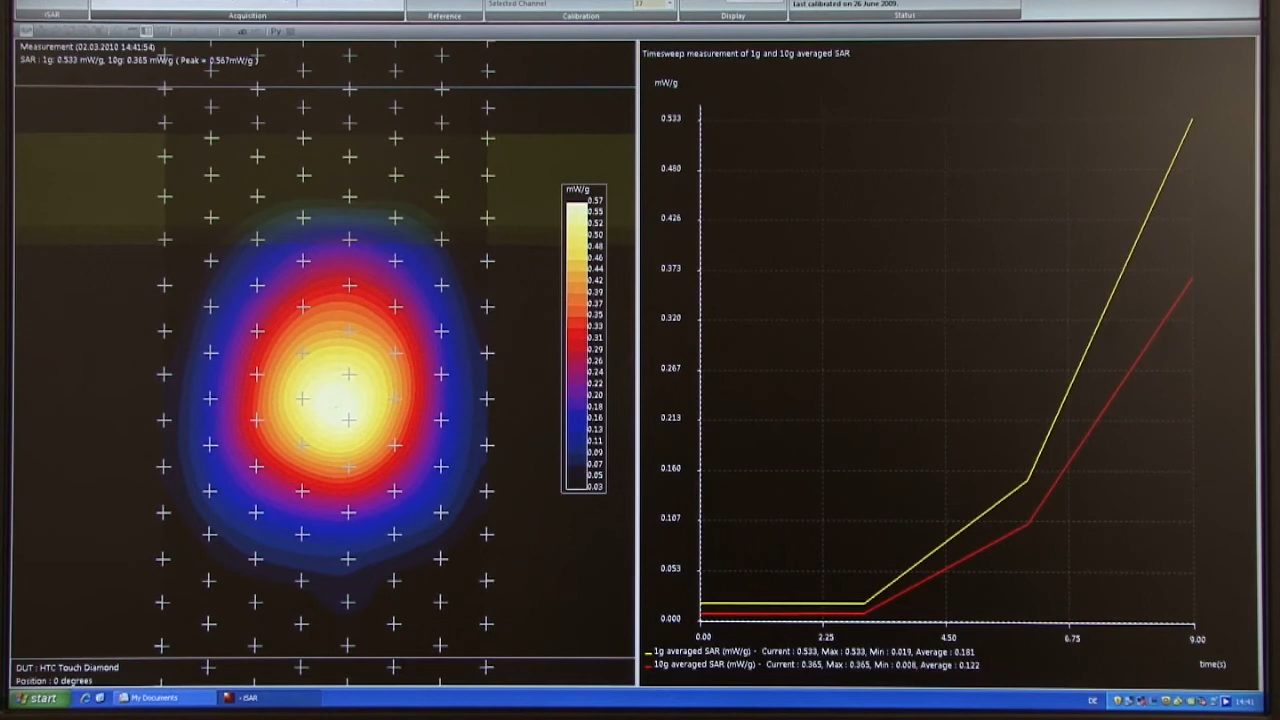 iSAR
Acquisition
Reference
Selected Channel
37
Calibration
Display
Last calibrated on 26 June 2009.
Status
Py
Measurement (02.03.2010 14:41:54)
SAR : 1g: 0.533 mW/g, 10g: 0.365 mW/g ( Peak = 0.567mW/g )
mW/g
0.57
0.55
0.52
0.50
0.48
0.46
0.44
0.42
0.39
0.37
0.35
0.33
0.31
0.29
0.26
0.24
0.22
0.20
0.18
0.16
0.13
0.11
0.09
0.07
0.05
0.03
DUT : HTC Touch Diamond
Position : 0 degrees
Timesweep measurement of 1g and 10g averaged SAR
mW/g
0.533
0.480
0.426
0.373
0.320
0.267
0.213
0.160
0.107
0.053
0.000
0.00 2.25 4.50 6.75 9.00
time(s)
1g averaged SAR (mW/g) - Current : 0.533, Max : 0.533, Min : 0.019, Average : 0.181
10g averaged SAR (mW/g) - Current : 0.365, Max : 0.365, Min : 0.008, Average : 0.122
start
My Documents
- iSAR
DE
14:41